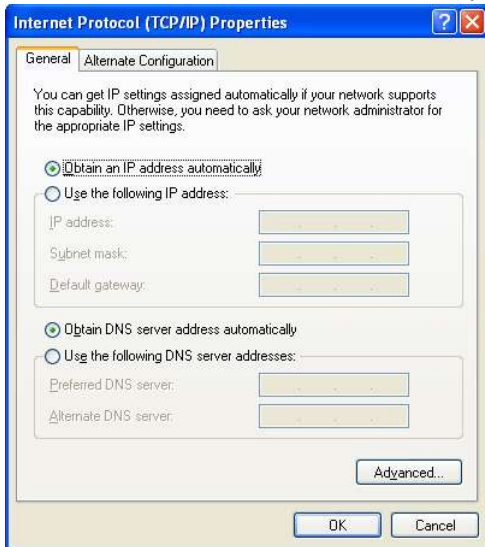 Internet Protocol (TCP/IP) Properties
General
Alternate Configuration
You can get IP settings assigned automatically if your network supports
this capability. Otherwise, you need to ask your network administrator for
the appropriate IP settings.
Obtain an IP address automatically
Use the following IP address:
IP address:
Subnet mask:
Default gateway:
Obtain DNS server address automatically
Use the following DNS server addresses:
Preferred DNS server:
Alternate DNS server:
Advanced...
OK
Cancel